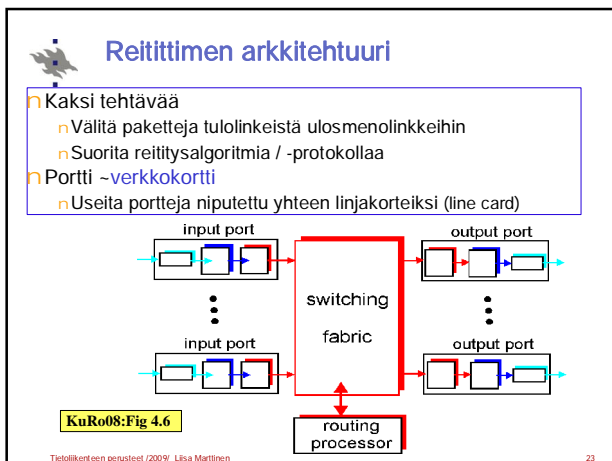 Reitittimen arkkitehtuuri
n Kaksi tehtävää
n Välitä paketteja tulolinkeistä ulosmenolinkkeihin
n Suorita reititysalgoritmia / -protokollaa
n Portti ~verkkokortti
n Useita portteja niputettu yhteen linjakorteiksi (line card)
input port
output port
switching
fabric
input port
output port
routing
processor
KuRo08:Fig 4.6
Tietoliikenteen perusteet /2009/ Liisa Marttinen
23